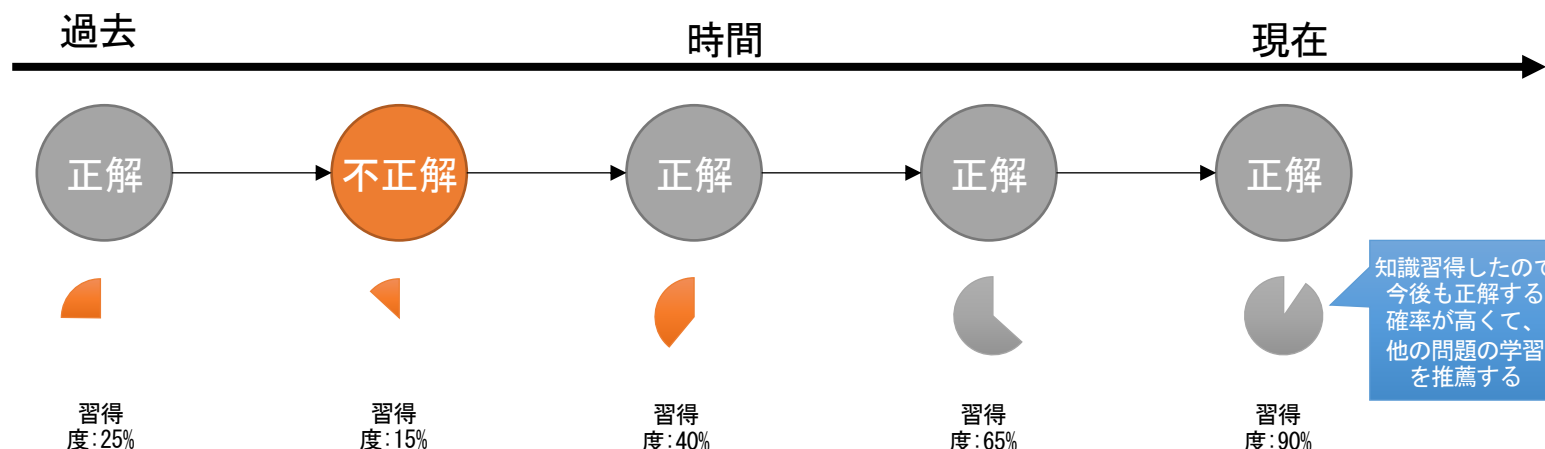 過去
時間
現在
正解
不正解
正解
正解
正解
知識習得したので
今後も正解する
確率が高くて、
他の問題の学習
を推薦する
習得
度:25%
習得
度:15%
習得
度:40%
習得
度:65%
習得
度:90%